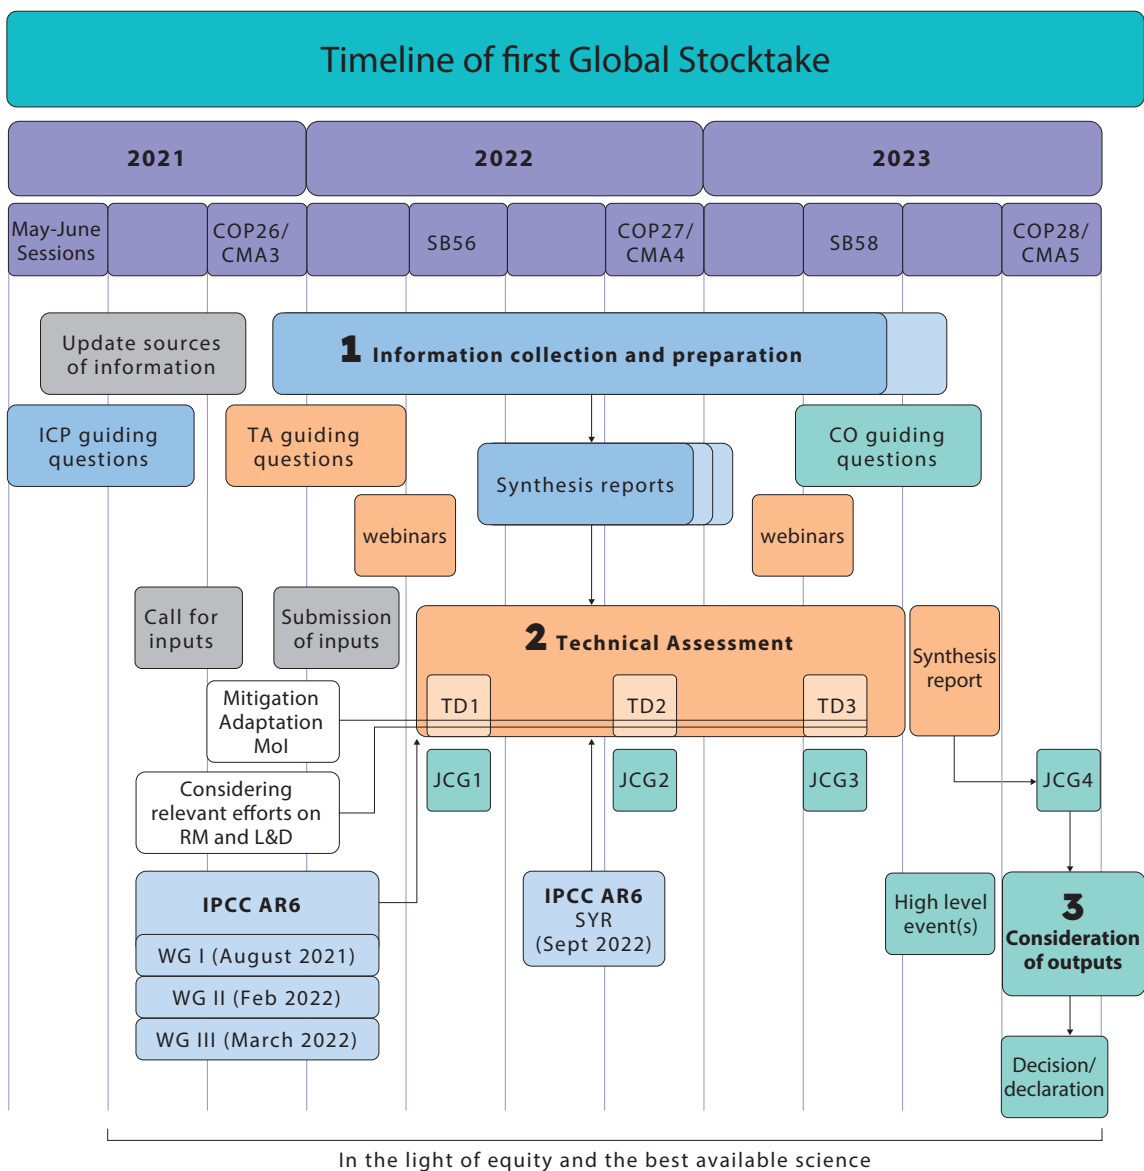 Timeline of first Global Stocktake
2021
2022
2023
May-June
Sessions
COP26/
CMA3
SB56
COP27/
CMA4
SB58
COP28/
CMA5
Update sources
of information
1 Information collection and preparation
ICP guiding
questions
TA guiding
questions
Synthesis reports
CO guiding
questions
webinars
webinars
Call for
inputs
Submission
of inputs
2 Technical Assessment
Synthesis
report
Mitigation
Adaptation
MoI
TD1
TD2
TD3
JCG1
JCG2
JCG3
JCG4
Considering
relevant efforts on
RM and L&D
IPCC AR6
WG I (August 2021)
WG II (Feb 2022)
WG III (March 2022)
IPCC AR6
SYR
(Sept 2022)
High level
event(s)
3
Consideration
of outputs
Decision/
declaration
In the light of equity and the best available science